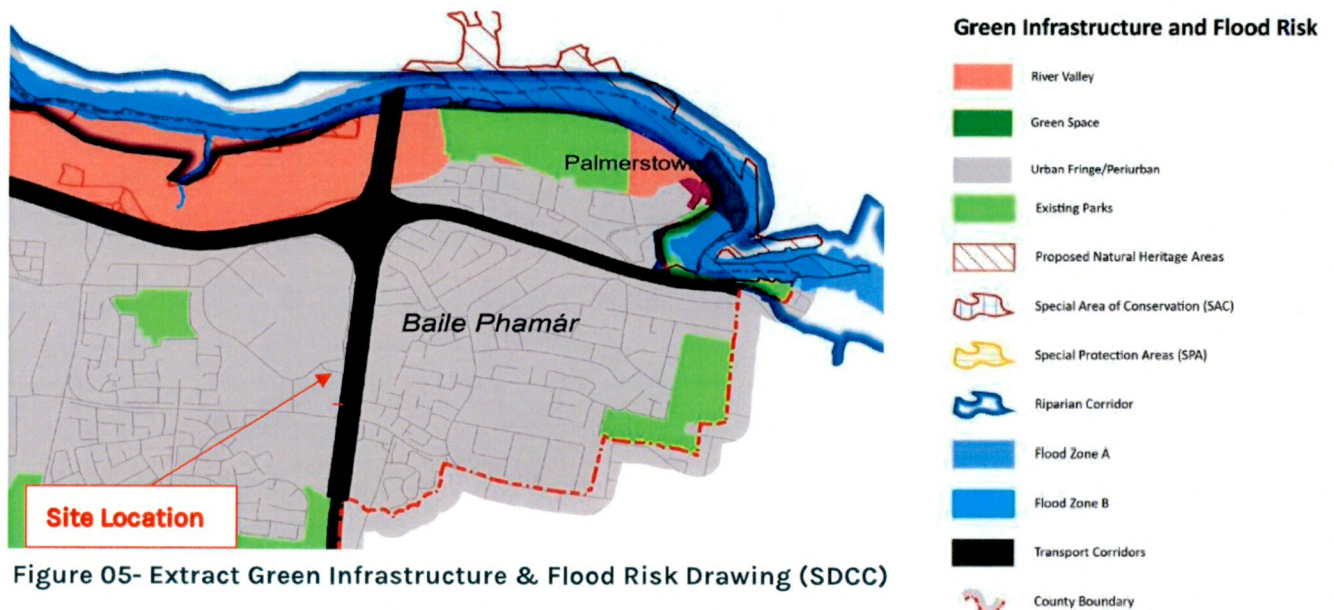 Green Infrastructure and Flood Risk
River Valley
Green Space
Urban Fringe/Periurban
Existing Parks
Proposed Natural Heritage Areas
Special Area of Conservation (SAC)
Special Protection Areas (SPA)
Riparian Corridor
Flood Zone A
Flood Zone B
Transport Corridors
County Boundary
Palmerstown
Baile Phamár
Site Location
Figure 05- Extract Green Infrastructure & Flood Risk Drawing (SDCC)